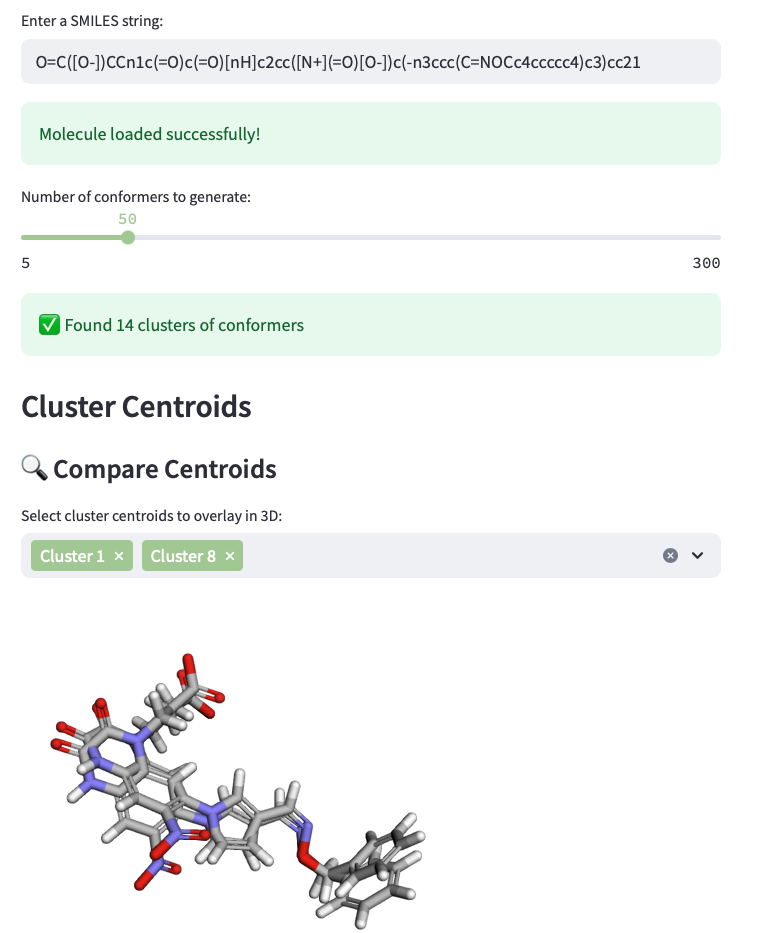 Enter a SMILES string:
O=C([O-])CCn1c(=O)c(=O)[nH]c2cc([N+](=O)[O-])c(-n3ccc(C=NOCc4ccccc4)c3)cc21
Molecule loaded successfully!
Number of conformers to generate:
50
5 300
✅ Found 14 clusters of conformers
Cluster Centroids
🔍 Compare Centroids
Select cluster centroids to overlay in 3D:
Cluster 1 × Cluster 8 ×